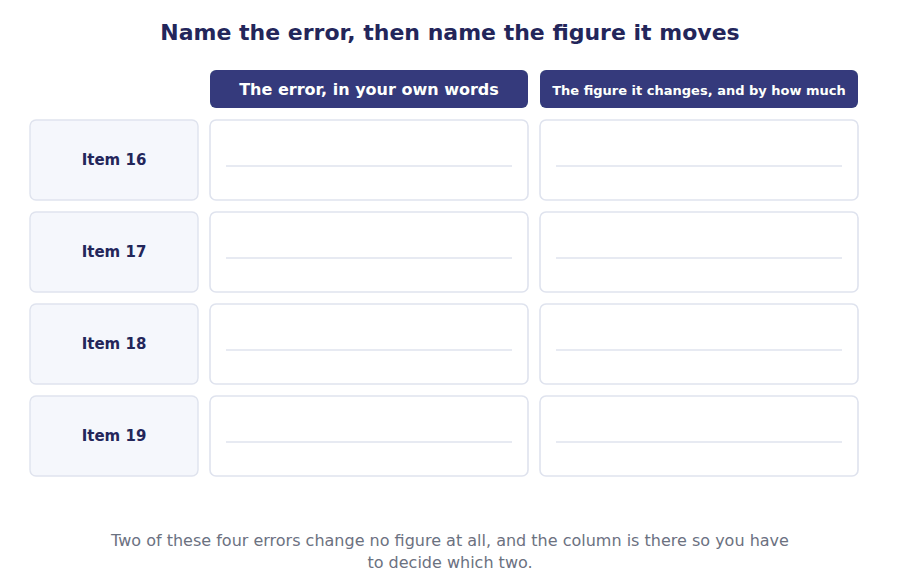 Name the error, then name the figure it moves
The error, in your own words
The figure it changes, and by how much
Item 16
Item 17
Item 18
Item 19
Two of these four errors change no figure at all, and the column is there so you have
to decide which two.